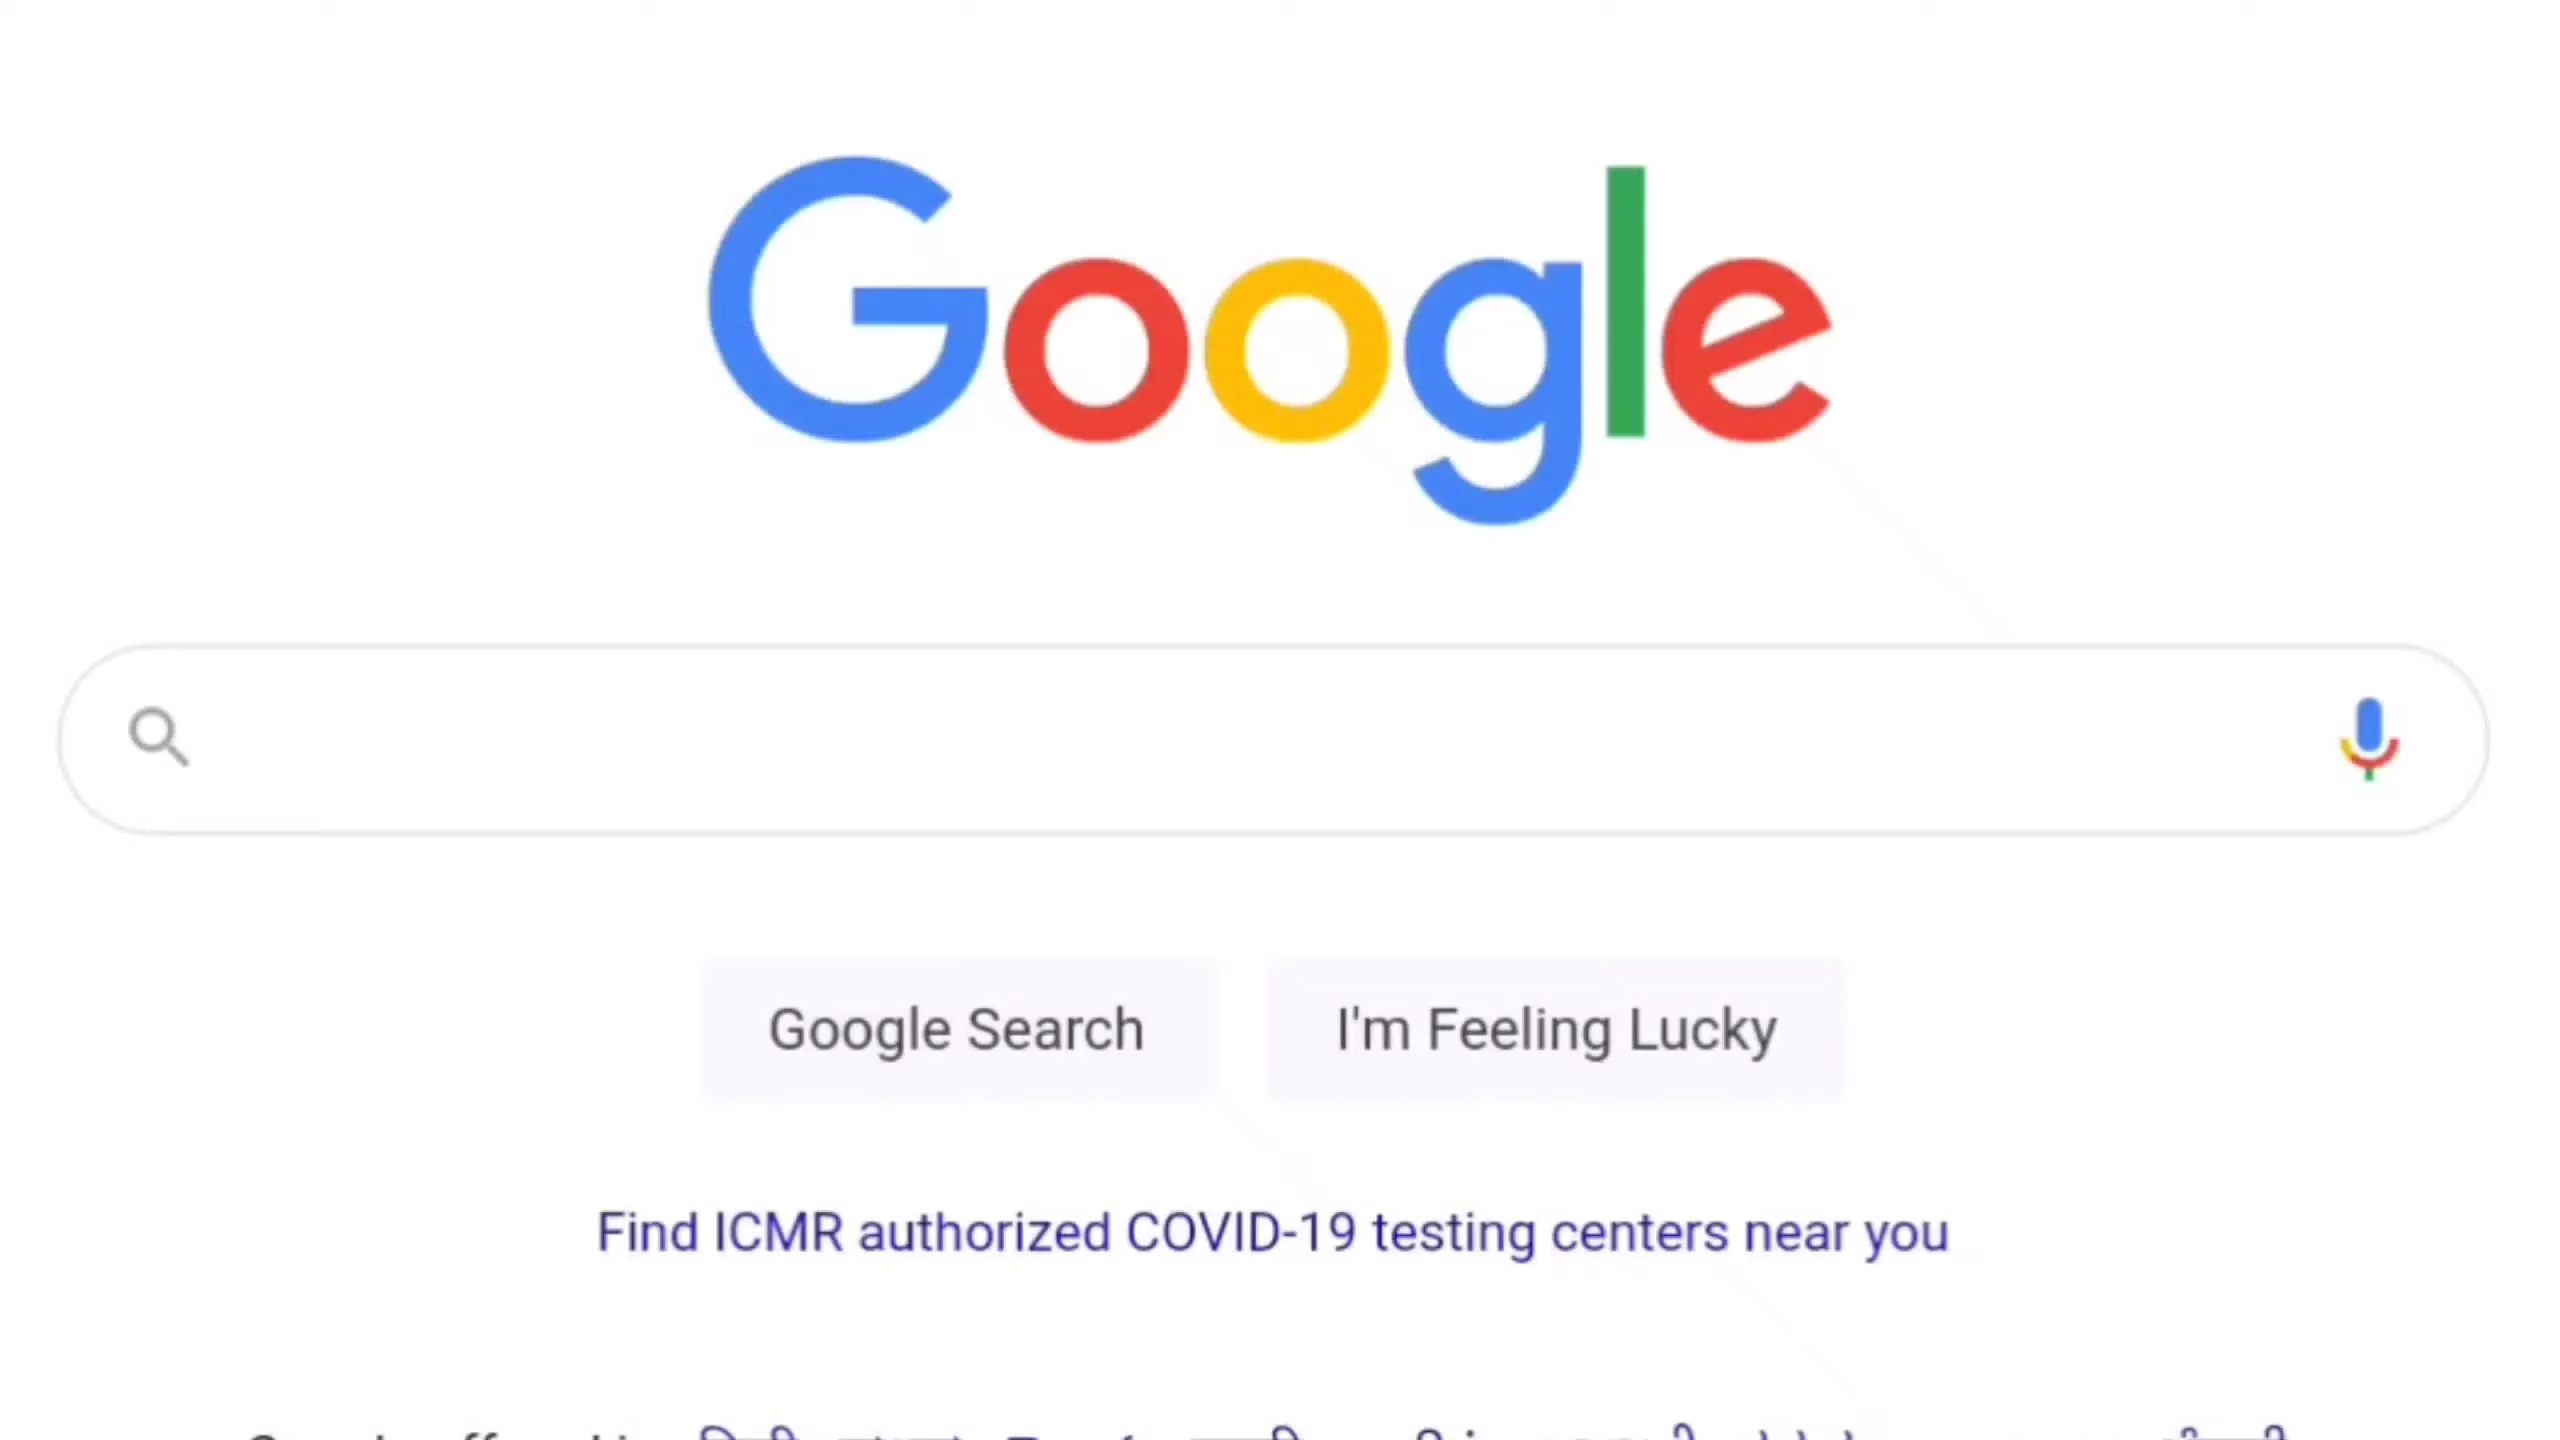 Google
Google Search I'm Feeling Lucky
Find ICMR authorized COVID-19 testing centers near you